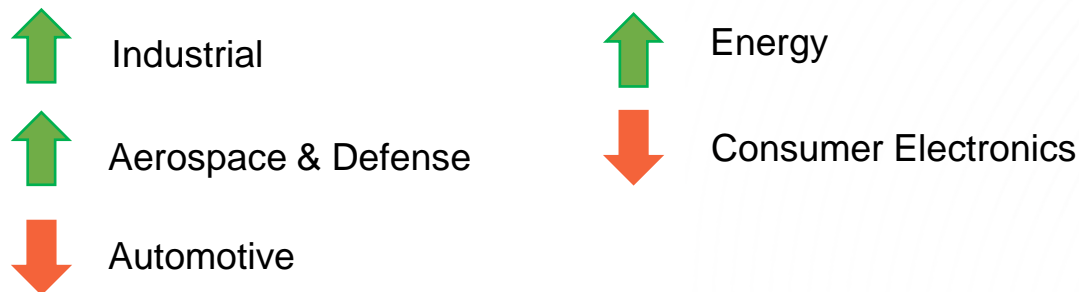 Industrial
Aerospace & Defense
Automotive
Energy
Consumer Electronics